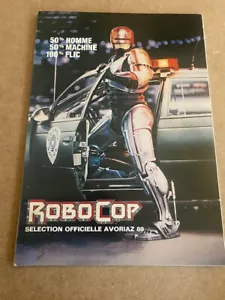 50% HOMME
50% MACHINE
100% FLIC
ROBOCOP
SELECTION OFFICIELLE AVORIAZ 88